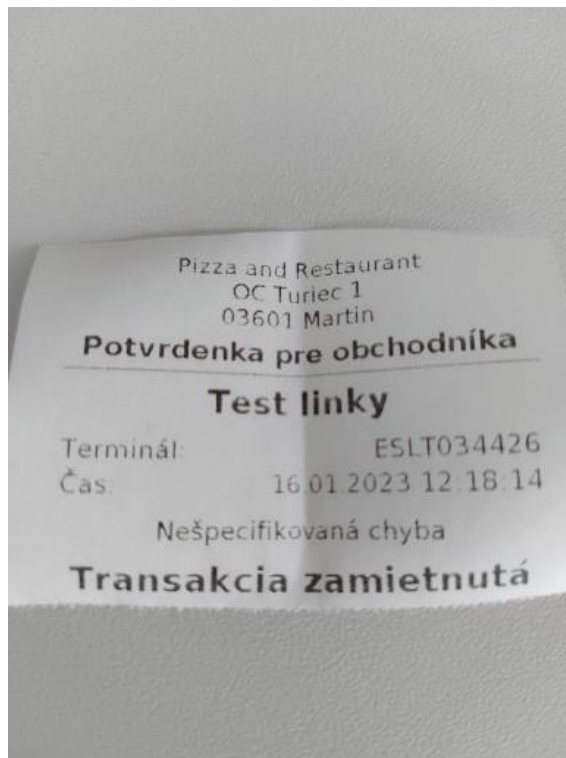 Pizza and Restaurant
OC Turiec 1
03601 Martin
Potvrdenka pre obchodníka
Test linky
Terminál: ESLT034426
Čas: 16.01.2023 12:18:14
Nešpecifikovaná chyba
Transakcia zamietnutá